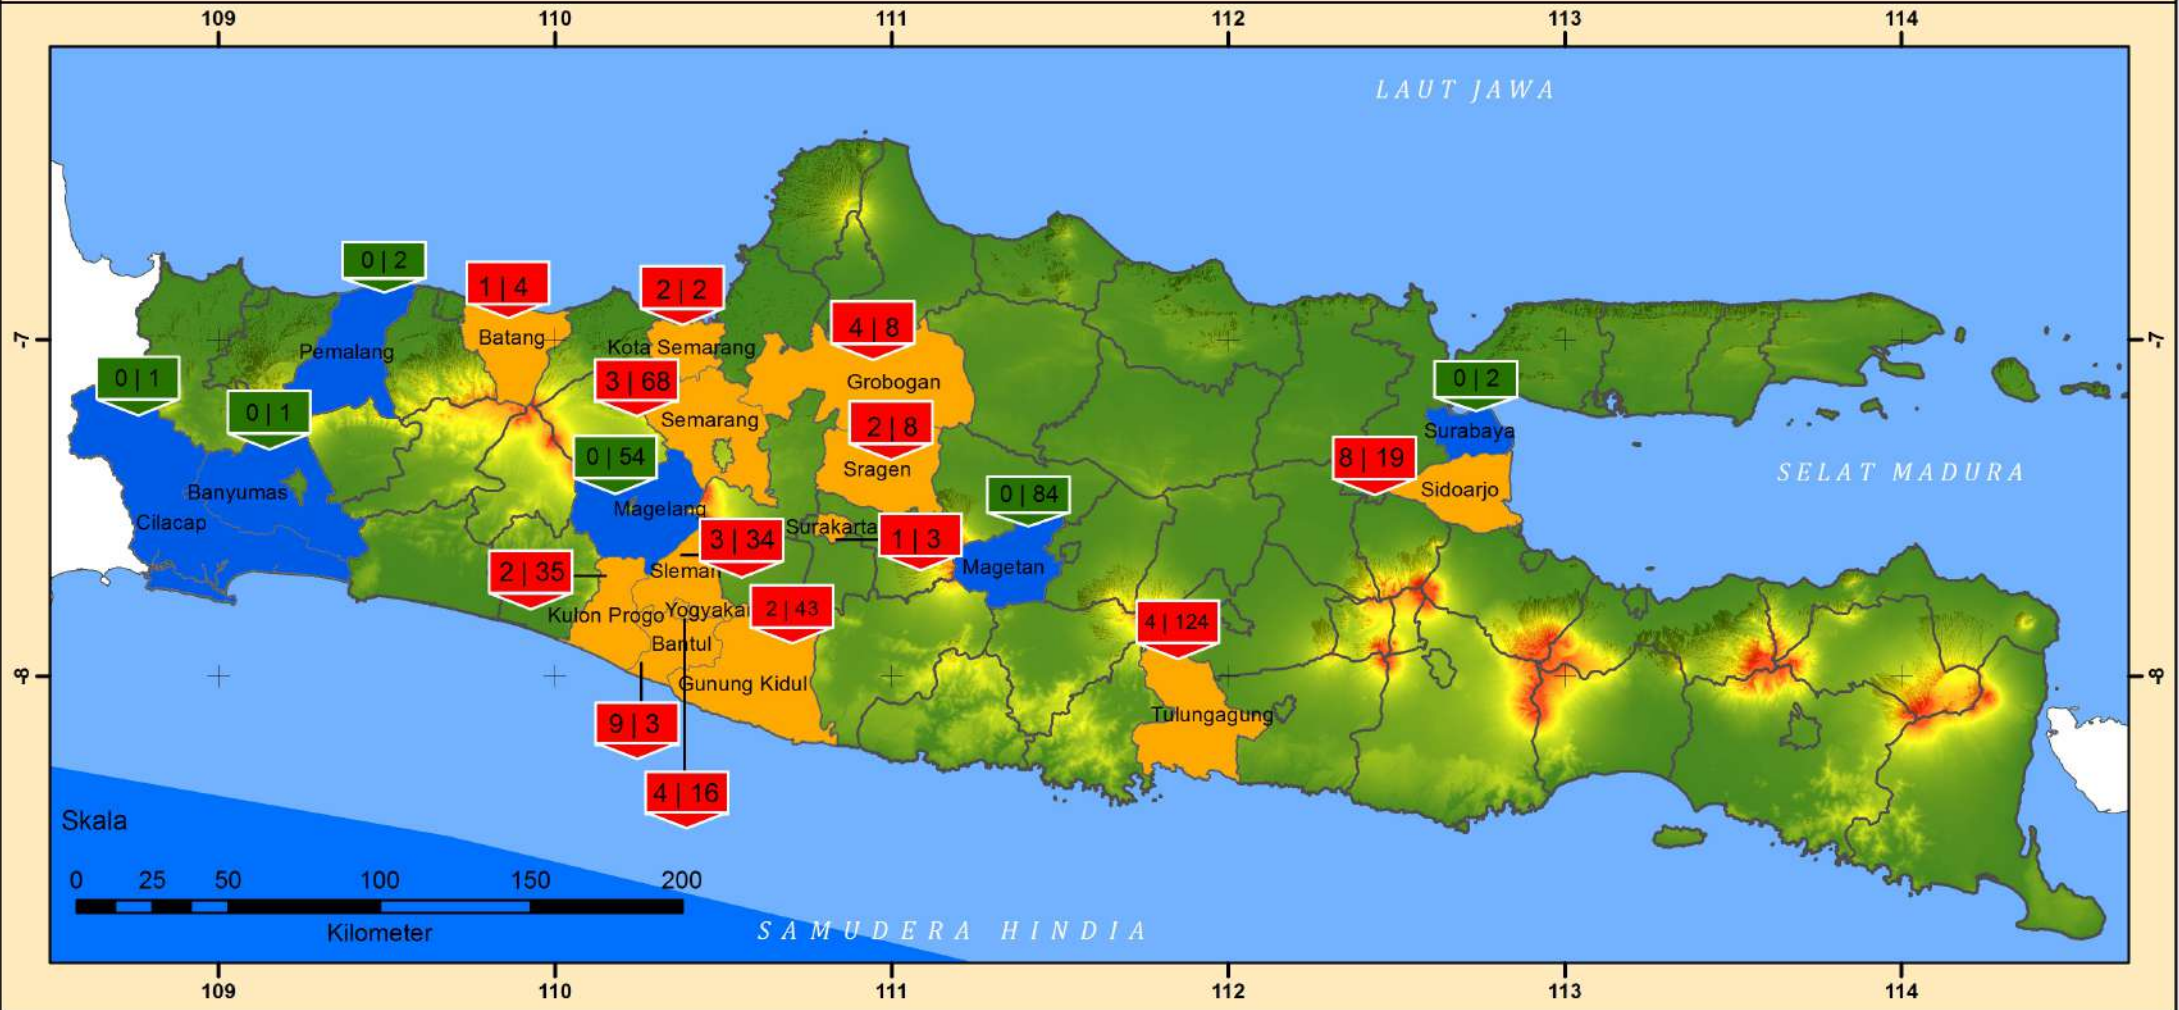 109 110 111 112 113 114
LAUT JAWA
0 | 2
1 | 4
2 | 2
4 | 8
-7
-7
Batang
Kota Semarang
Pemalang
0 | 1
3 | 68
Grobogan
0 | 2
0 | 1
Semarang
2 | 8
Surabaya
0 | 54
Sragen
8 | 19
SELAT MADURA
Banyumas
0 | 84
Sidoarjo
Magelang
Cilacap
Surakarta
3 | 34
1 | 3
2 | 35
Sleman
Magetan
Kulon Progo
Yogyaka
2 | 43
4 | 124
Bantul
-8
-8
Gunung Kidul
9 | 3
Tulungagung
4 | 16
Skala
0 25 50 100 150 200
Kilometer
SAMUDERA HINDIA
109 110 111 112 113 114